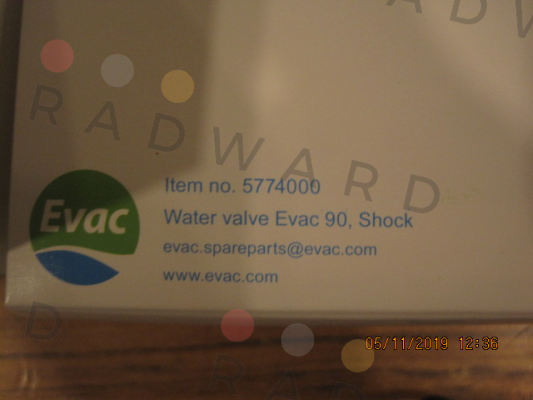 RADWARD
Evac
Item no. 5774000
Water valve Evac 90, Shock
evac.spareparts@evac.com
www.evac.com
05/11/2019 12:36